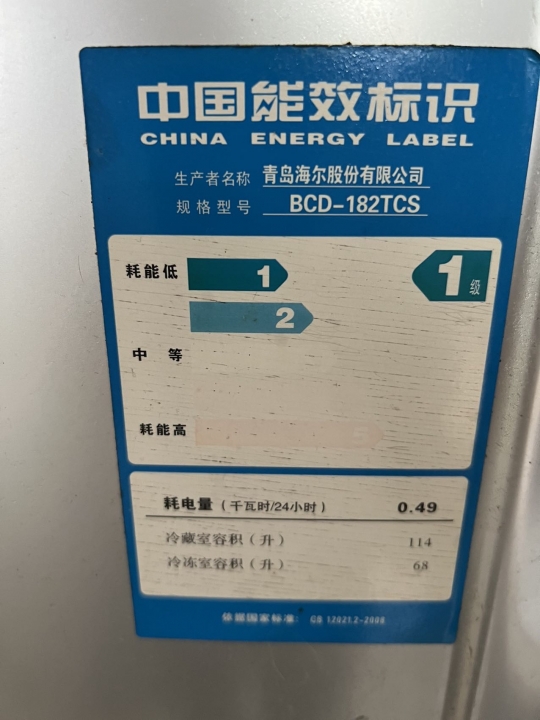 中国能效标识
CHINA ENERGY LABEL
生产者名称 青岛海尔股份有限公司
规格型号 BCD-182TCS
耗能低 1 1级
2
中 等
耗能高
耗电量（千瓦时/24小时） 0.49
冷藏室容积（升） 114
冷冻室容积（升） 68
依据国家标准： GB 12021.2-2008